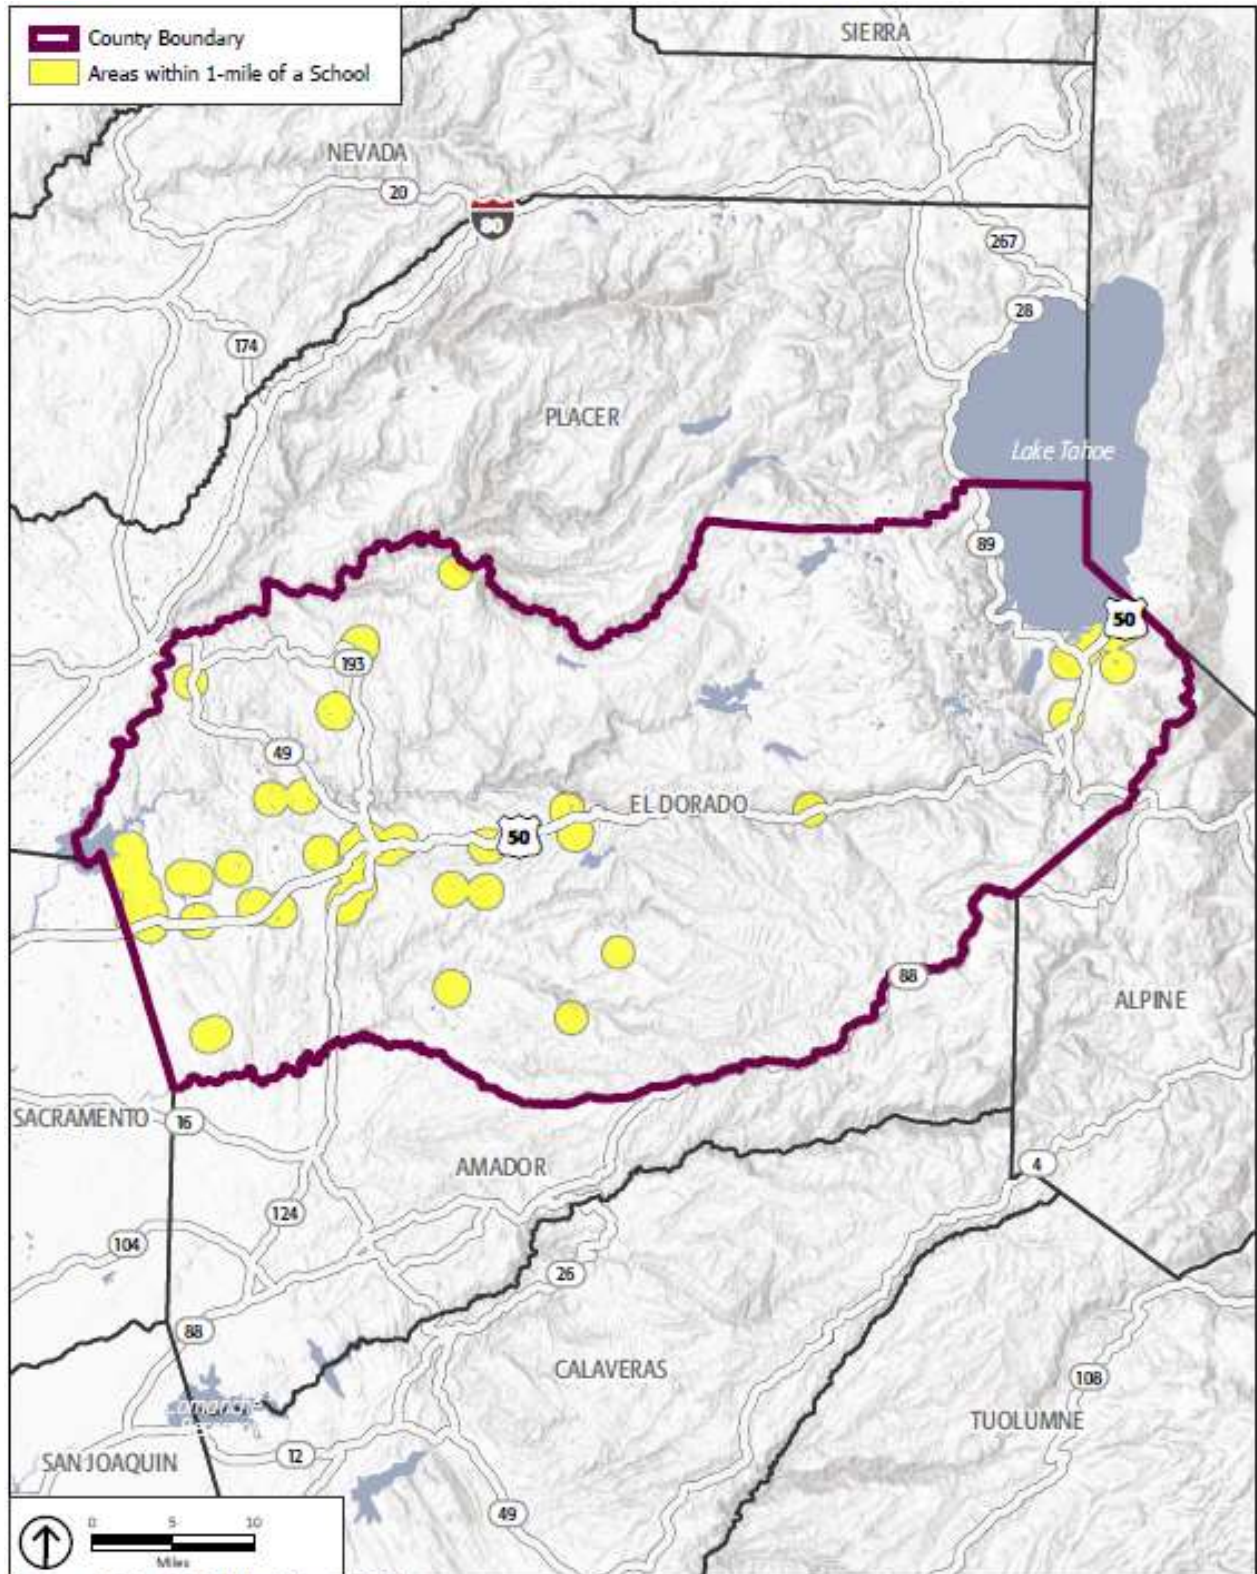 County Boundary
Areas within 1-mile of a School
SIERRA
NEVADA
20
80
267
28
174
PLACER
Lake Tahoe
89
50
193
49
EL DORADO
50
88
ALPINE
SACRAMENTO
16
AMADOR
4
124
104
26
88
CALAVERAS
108
TUOLUMNE
SAN JOAQUIN
12
49
0 5 10
Miles